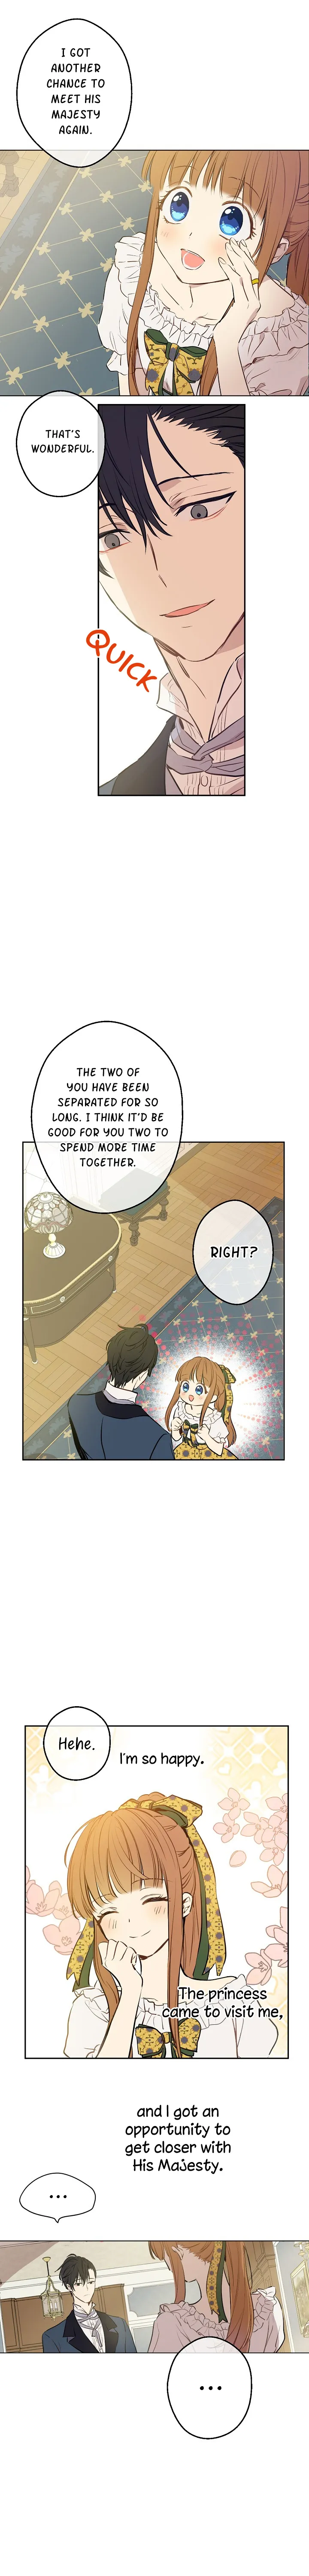 I GOT
ANOTHER
CHANCE TO
MEET HIS
MAJESTY
AGAIN.
THAT'S
WONDERFUL.
QUICK
THE TWO OF
YOU HAVE BEEN
SEPARATED FOR SO
LONG. I THINK IT'D BE
GOOD FOR YOU TWO TO
SPEND MORE TIME
TOGETHER.
RIGHT?
Hehe.
I'm so happy.
The princess
came to visit me,
and I got an
opportunity to
get closer with
His Majesty.
...
...